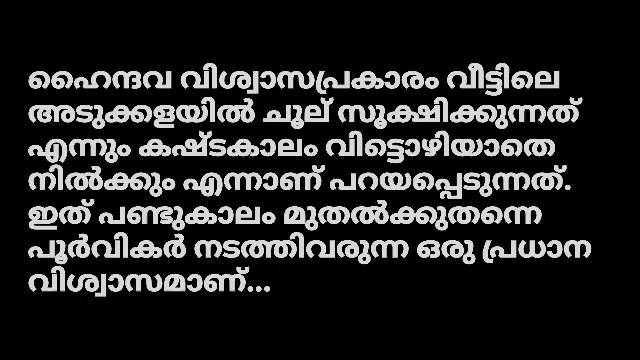 ഹൈന്ദവ വിശ്വാസപ്രകാരം വീട്ടിലെ
അടുക്കളയിൽ ചൂല് സൂക്ഷിക്കുന്നത്
എന്നും കഷ്ടകാലം വിട്ടൊഴിയാതെ
നിൽക്കും എന്നാണ് പറയപ്പെടുന്നത്.
ഇത് പണ്ടുകാലം മുതൽക്കുതന്നെ
പൂർവികർ നടത്തിവരുന്ന ഒരു പ്രധാന
വിശ്വാസമാണ്...